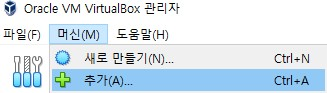 Oracle VM VirtualBox 관리자
파일(F) 머신(M) 도움말(H)
새로 만들기(N)... Ctrl+N
추가(A)... Ctrl+A